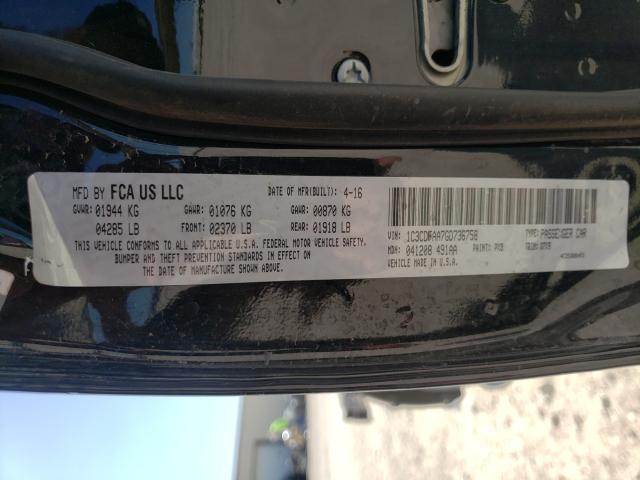 MFD BY FCA US LLC DATE OF MFR(BUILT): 4-16
GVWR: 01944 KG GAWR: 01076 KG GAWR: 00870 KG
04285 LB FRONT: 02370 LB REAR: 01918 LB
THIS VEHICLE CONFORMS TO ALL APPLICABLE U.S.A. FEDERAL MOTOR VEHICLE SAFETY,
BUMPER AND THEFT PREVENTION STANDARDS IN EFFECT
ON THE DATE OF MANUFACTURE SHOWN ABOVE.
VIN: 1C3CDFAA7GD736758 TYPE: PASSENGER CAR
MDH: 041208 491AA PAINT: PX8 TRIM:
VEHICLE MADE IN U.S.A.